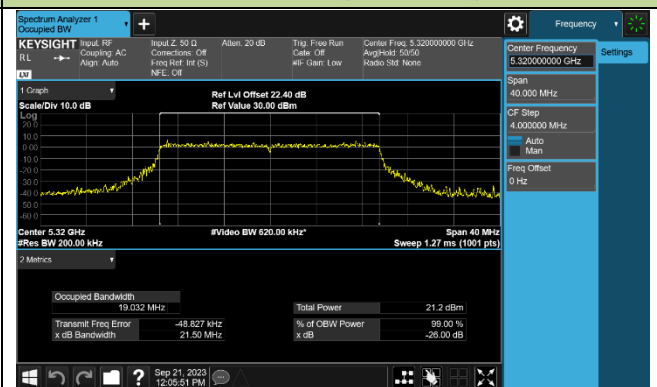 Spectrum Analyzer 1
Occupied BW
+
Frequency
KEYSIGHT
RL
LXI
Input: RF
Coupling: AC
Align: Auto
Input Z: 50 Ω
Corrections: Off
Freq Ref: Int (S)
NFE: Off
Atten: 20 dB
Trig: Free Run
Gate: Off
#IF Gain: Low
Center Freq: 5.320000000 GHz
Avg|Hold: 50/50
Radio Std: None
Center Frequency
5.320000000 GHz
Settings
Span
40.000 MHz
CF Step
4.000000 MHz
Auto
Man
Freq Offset
0 Hz
1 Graph
Scale/Div 10.0 dB
Ref Lvl Offset 22.40 dB
Ref Value 30.00 dBm
Log
20.0
10.0
0.00
-10.0
-20.0
-30.0
-40.0
-50.0
-60.0
Center 5.32 GHz
#Video BW 620.00 kHz*
Span 40 MHz
#Res BW 200.00 kHz
Sweep 1.27 ms (1001 pts)
2 Metrics
Occupied Bandwidth
19.032 MHz
Total Power
21.2 dBm
Transmit Freq Error
-48.827 kHz
% of OBW Power
99.00 %
x dB Bandwidth
21.50 MHz
x dB
-26.00 dB
?
Sep 21, 2023
12:05:51 PM